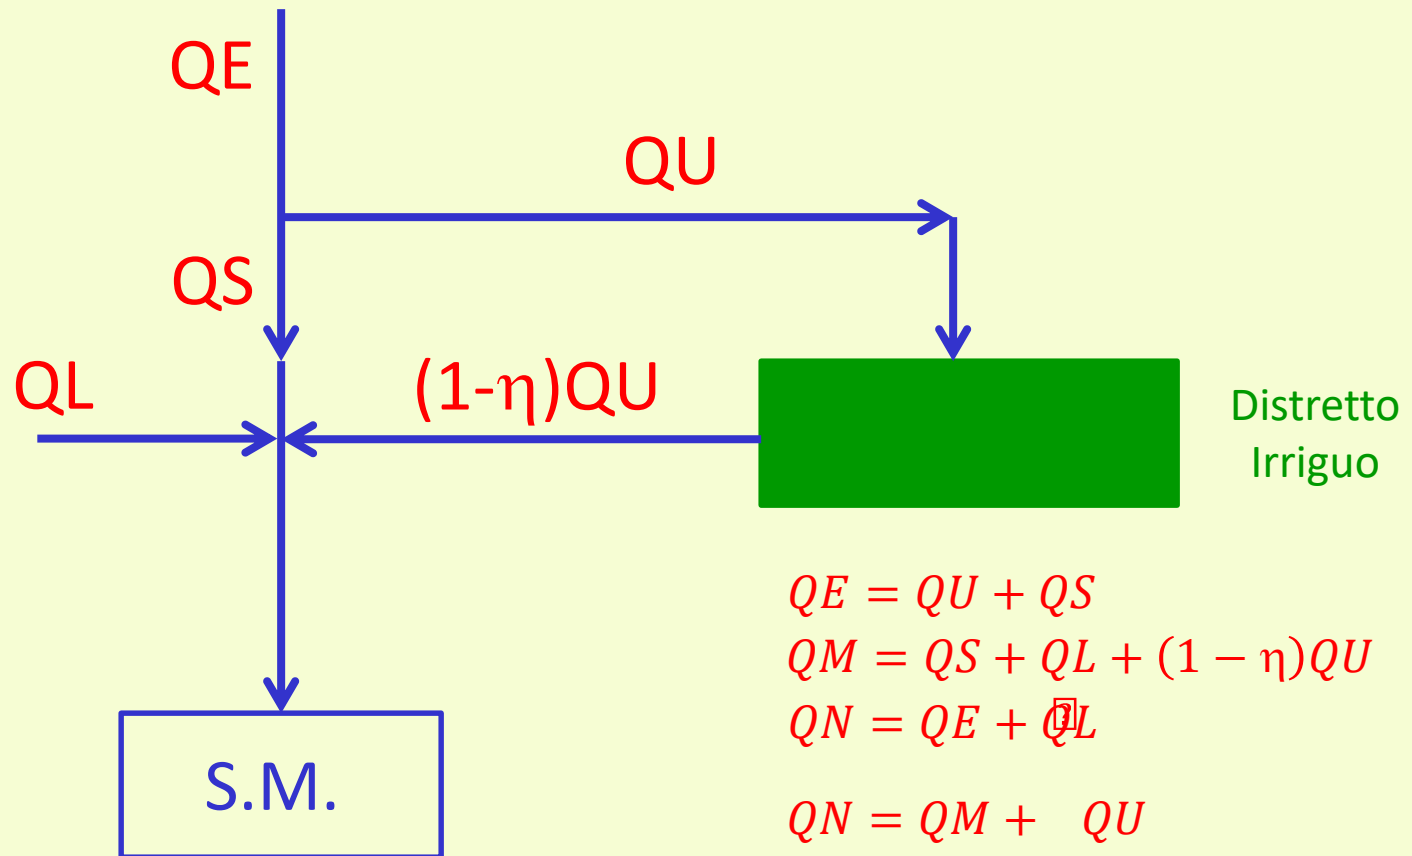 QE
QU
QS
QL
(1-η)QU
Distretto
Irriguo
S.M.
QE = QU + QS
QM = QS + QL + (1 − η)QU
QN = QE + QL
QN = QM + QU